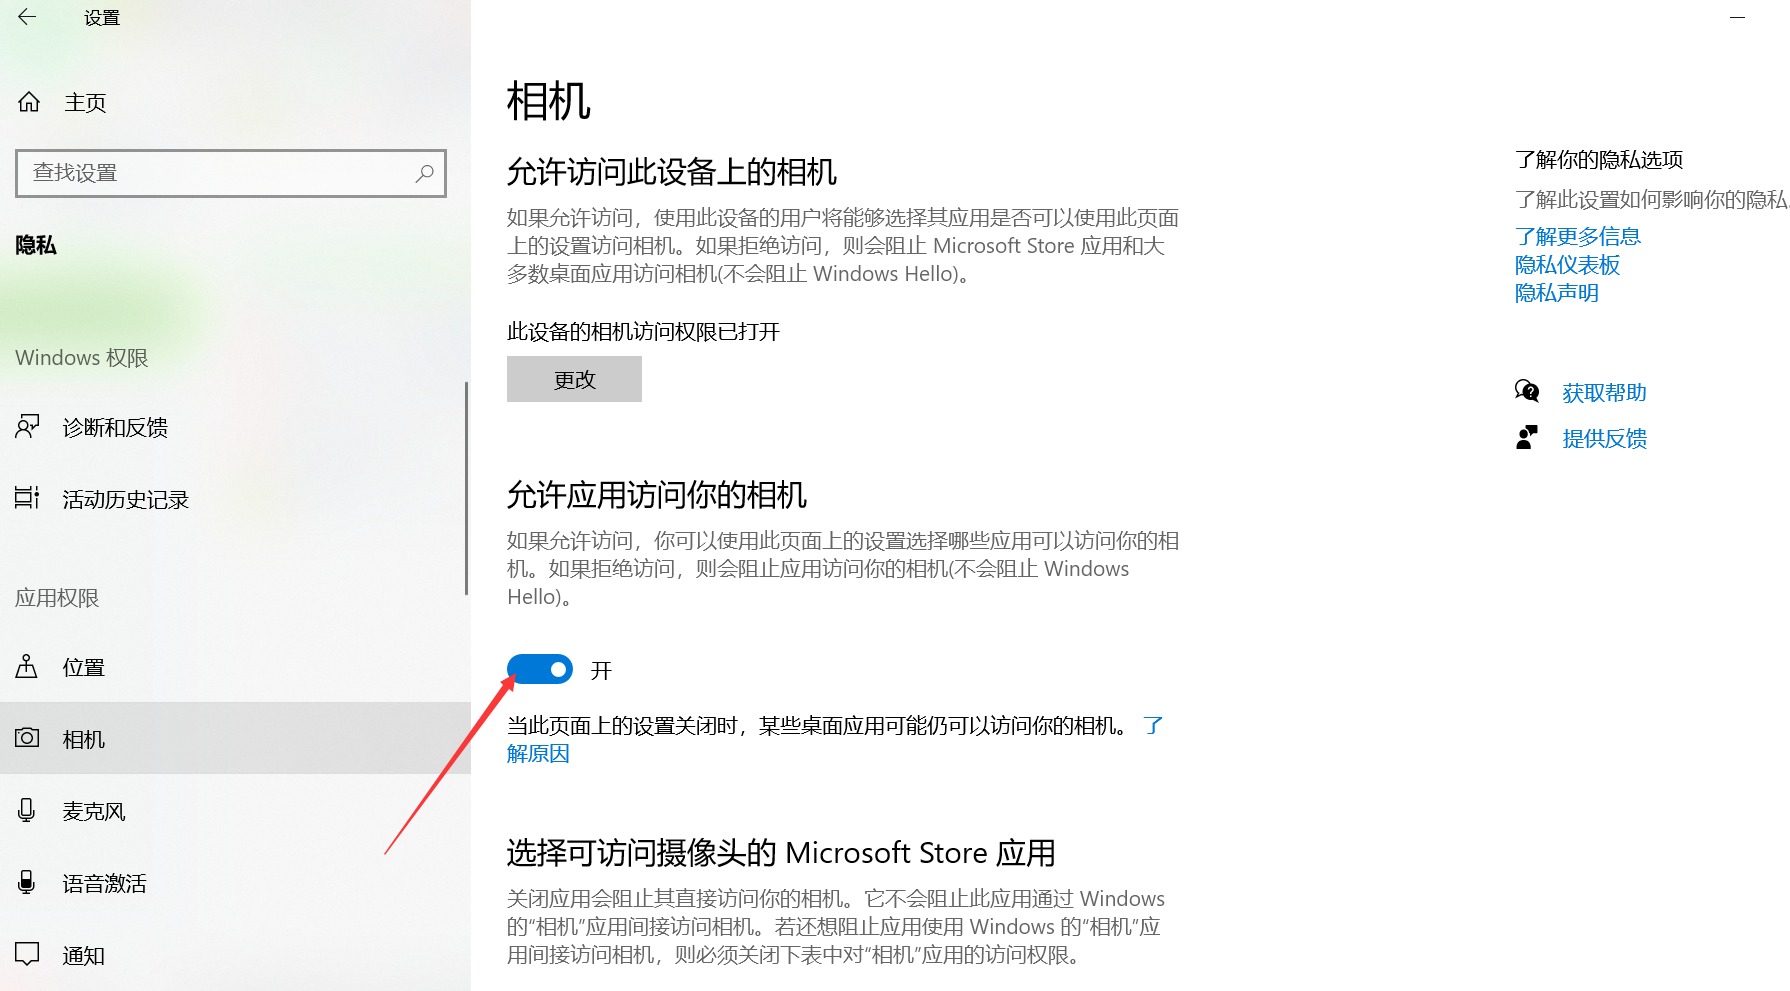 设置
主页
查找设置
隐私
Windows 权限
诊断和反馈
活动历史记录
应用权限
位置
相机
麦克风
语音激活
通知
相机
允许访问此设备上的相机
如果允许访问，使用此设备的用户将能够选择其应用是否可以使用此页面
上的设置访问相机。如果拒绝访问，则会阻止 Microsoft Store 应用和大
多数桌面应用访问相机(不会阻止 Windows Hello)。
此设备的相机访问权限已打开
更改
允许应用访问你的相机
如果允许访问，你可以使用此页面上的设置选择哪些应用可以访问你的相
机。如果拒绝访问，则会阻止应用访问你的相机(不会阻止 Windows
Hello)。
开
当此页面上的设置关闭时，某些桌面应用可能仍可以访问你的相机。 了
解原因
选择可访问摄像头的 Microsoft Store 应用
关闭应用会阻止其直接访问你的相机。它不会阻止此应用通过 Windows
的“相机”应用间接访问相机。若还想阻止应用使用 Windows 的“相机”应
用间接访问相机，则必须关闭下表中对“相机”应用的访问权限。
了解你的隐私选项
了解此设置如何影响你的隐私
了解更多信息
隐私仪表板
隐私声明
获取帮助
提供反馈